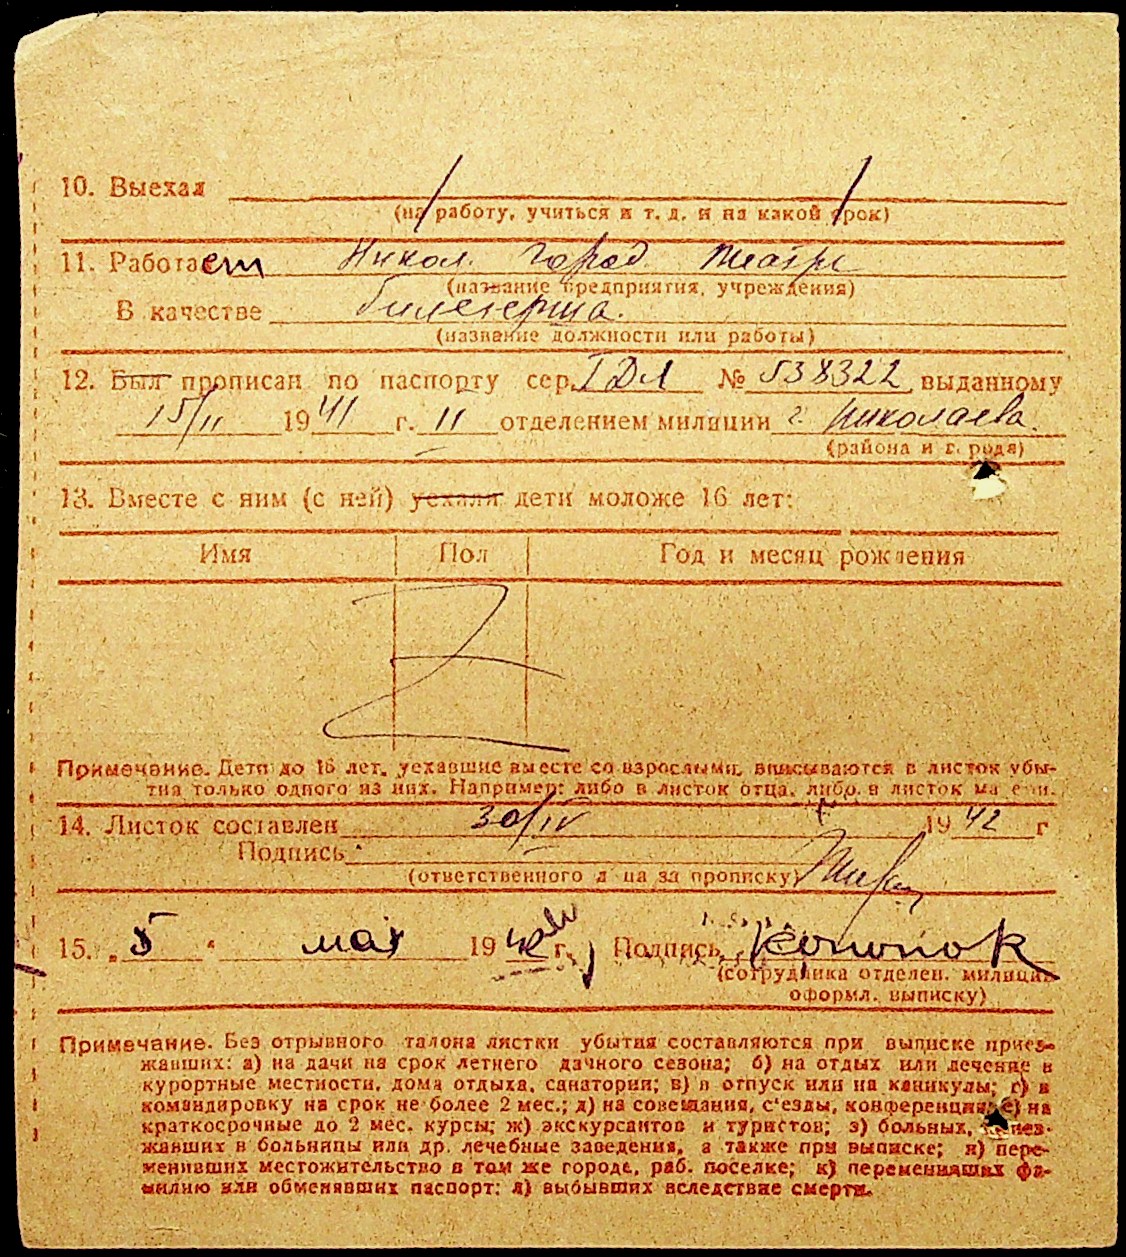 10. Выехал
(на работу, учиться и т. д. и на какой срок)
11. Работает Никол. город. театре
(название предприятия, учреждения)
В качестве билетерша.
(название должности или работы)
12. Был прописан по паспорту сер. № 538322 выданному
15/II 1941 г. II отделением милиции г. Николаева.
(района и города)
13. Вместе с ним (с ней) уехали дети моложе 16 лет:
Имя Пол Год и месяц рождения
Примечание. Дети до 16 лет, уехавшие вместе со взрослыми, вписываются в листок убы-
тия только одного из них. Например: либо в листок отца, либо в листок матери.
14. Листок составлен 30/IV 1942 г
Подпись
(ответственного лица за прописку)
15. „5“ мая 1942 г. Подпись Кононок
(сотрудника отделен. милиции
оформл. выписку)
Примечание. Без отрывного талона листки убытия составляются при выписке приез-
жавших: а) на дачи на срок летнего дачного сезона; б) на отдых или лечение в
курортные местности, дома отдыха, санатории; в) в отпуск или на каникулы; г) в
командировку на срок не более 2 мес.; д) на совещания, с'езды, конференции; е) на
краткосрочные до 2 мес. курсы; ж) экскурсантов и туристов; з) больных, приез-
жавших в больницы или др. лечебные заведения, а также при выписке; и) пере-
менивших местожительство в том же городе, раб. поселке; к) переменивших фа-
милию или обменявших паспорт; л) выбывших вследствие смерти.